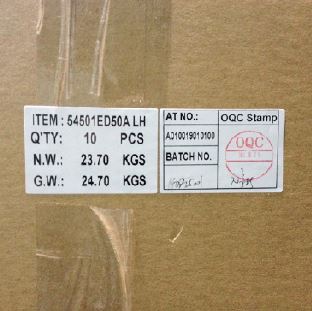 ITEM : 54501ED50A LH
Q'TY: 10 PCS
N.W.: 23.70 KGS
G.W.: 24.70 KGS
AT NO.:
A010019010100
BATCH NO.
OQC Stamp
OQC